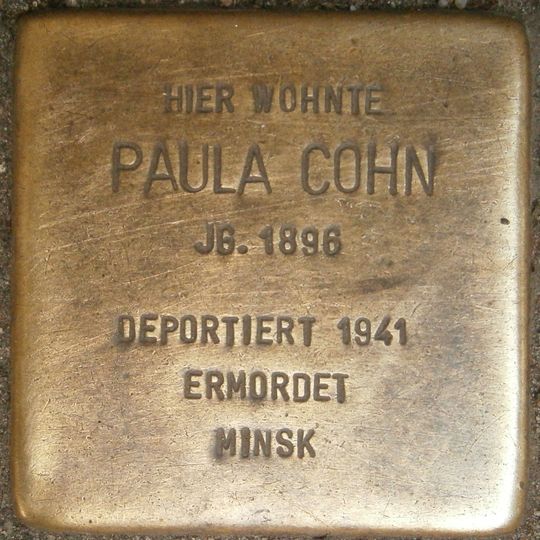 HIER WOHNTE
PAULA COHN
JG. 1896
DEPORTIERT 1941
ERMORDET
MINSK